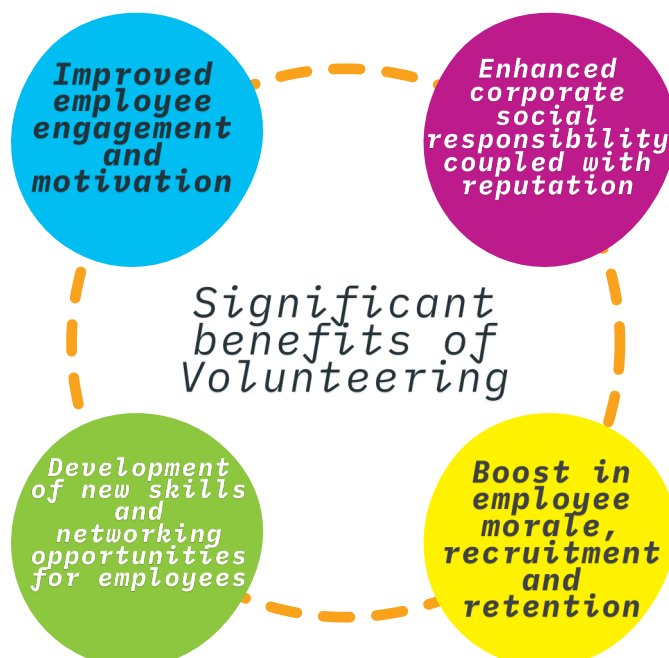 Improved
employee
engagement
and
motivation
Enhanced
corporate
social
responsibility
coupled with
reputation
Significant
benefits of
Volunteering
Development
of new skills
and
networking
opportunities
for employees
Boost in
employee
morale,
recruitment
and
retention